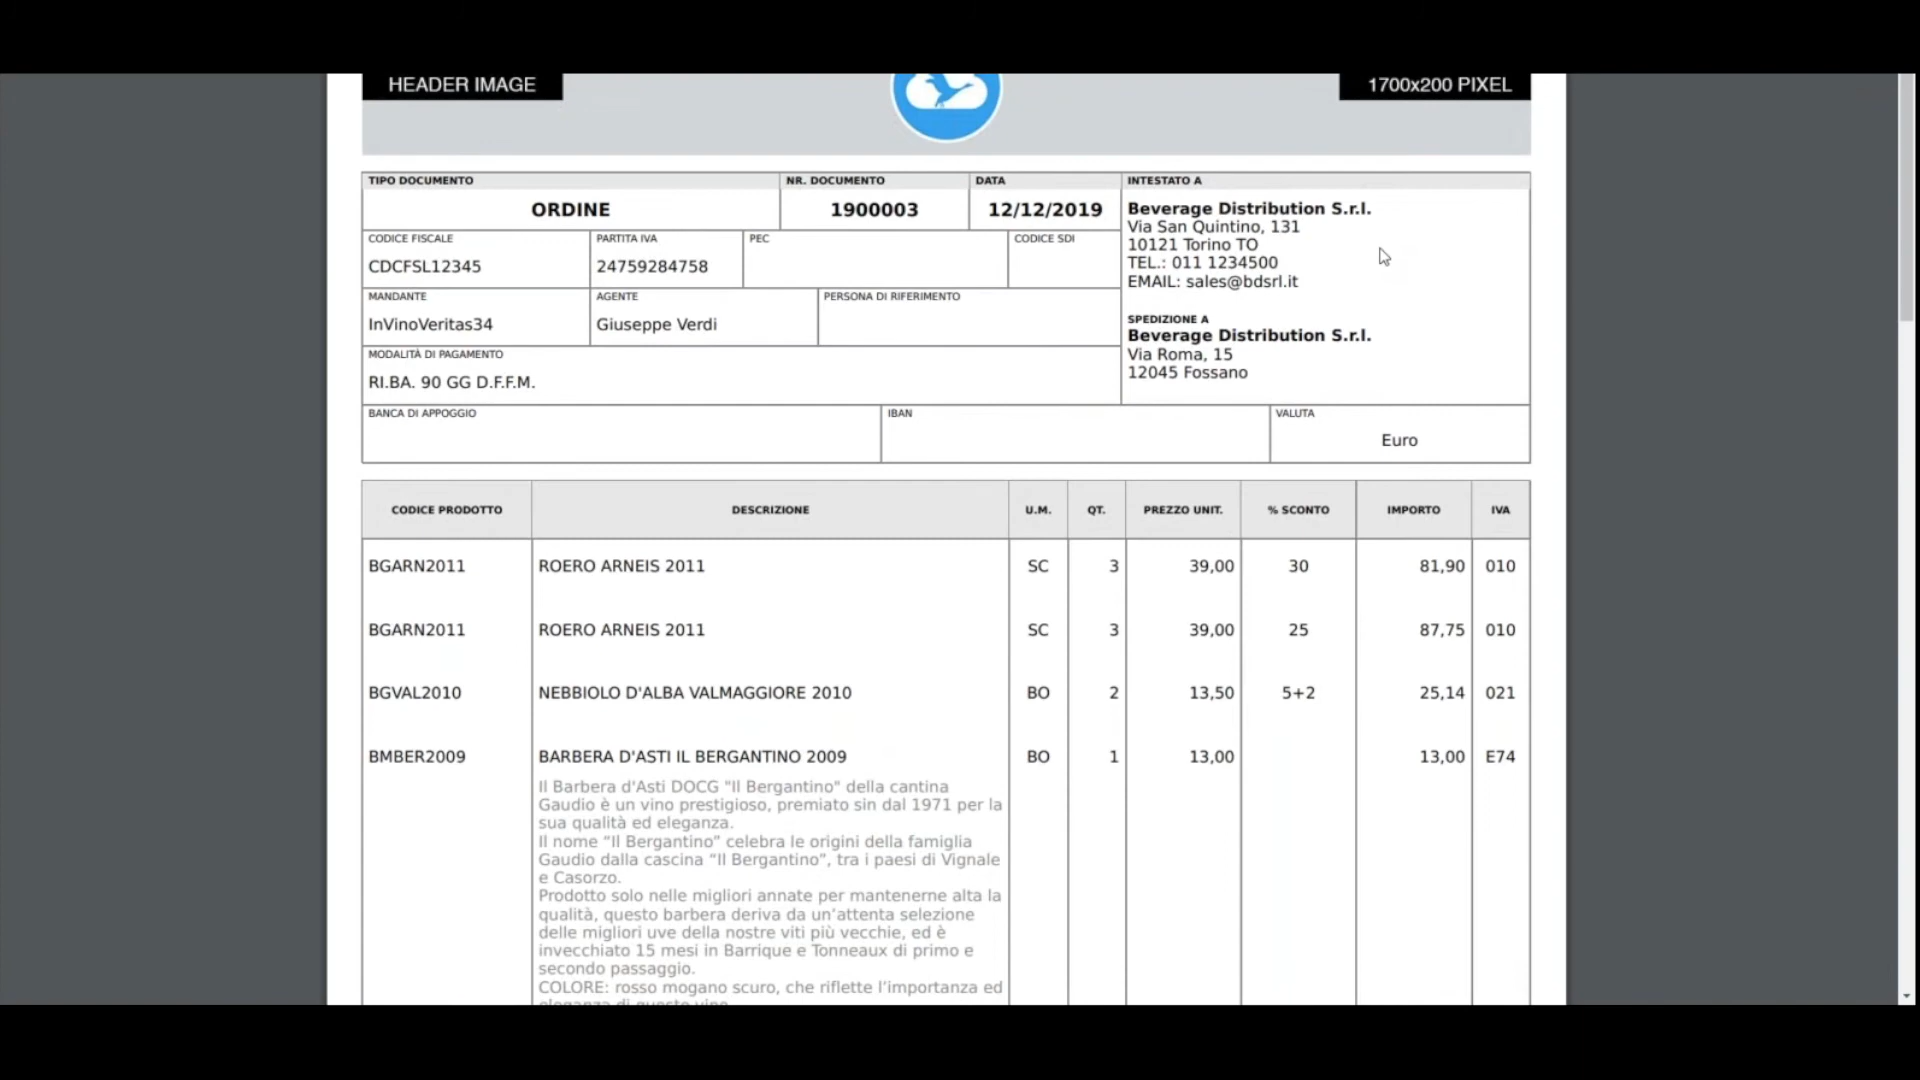 HEADER IMAGE
1700x200 PIXEL
TIPO DOCUMENTO
NR. DOCUMENTO
DATA
INTESTATO A
ORDINE
1900003
12/12/2019
Beverage Distribution S.r.l.
Via San Quintino, 131
10121 Torino TO
TEL.: 011 1234500
EMAIL: sales@bdsrl.it
CODICE FISCALE
PARTITA IVA
PEC
CODICE SDI
CDCFSL12345
24759284758
MANDANTE
AGENTE
PERSONA DI RIFERIMENTO
InVinoVeritas34
Giuseppe Verdi
SPEDIZIONE A
Beverage Distribution S.r.l.
Via Roma, 15
12045 Fossano
MODALITÀ DI PAGAMENTO
RI.BA. 90 GG D.F.F.M.
BANCA DI APPOGGIO
IBAN
VALUTA
Euro
CODICE PRODOTTO DESCRIZIONE U.M. QT. PREZZO UNIT. % SCONTO IMPORTO IVA
BGARN2011 ROERO ARNEIS 2011 SC 3 39,00 30 81,90 010
BGARN2011 ROERO ARNEIS 2011 SC 3 39,00 25 87,75 010
BGVAL2010 NEBBIOLO D'ALBA VALMAGGIORE 2010 BO 2 13,50 5+2 25,14 021
BMBER2009 BARBERA D'ASTI IL BERGANTINO 2009 BO 1 13,00 13,00 E74
Il Barbera d'Asti DOCG "Il Bergantino" della cantina
Gaudio è un vino prestigioso, premiato sin dal 1971 per la
sua qualità ed eleganza.
Il nome “Il Bergantino” celebra le origini della famiglia
Gaudio dalla cascina “Il Bergantino”, tra i paesi di Vignale
e Casorzo.
Prodotto solo nelle migliori annate per mantenerne alta la
qualità, questo barbera deriva da un’attenta selezione
delle migliori uve della nostre viti più vecchie, ed è
invecchiato 15 mesi in Barrique e Tonneaux di primo e
secondo passaggio.
COLORE: rosso mogano scuro, che riflette l’importanza ed